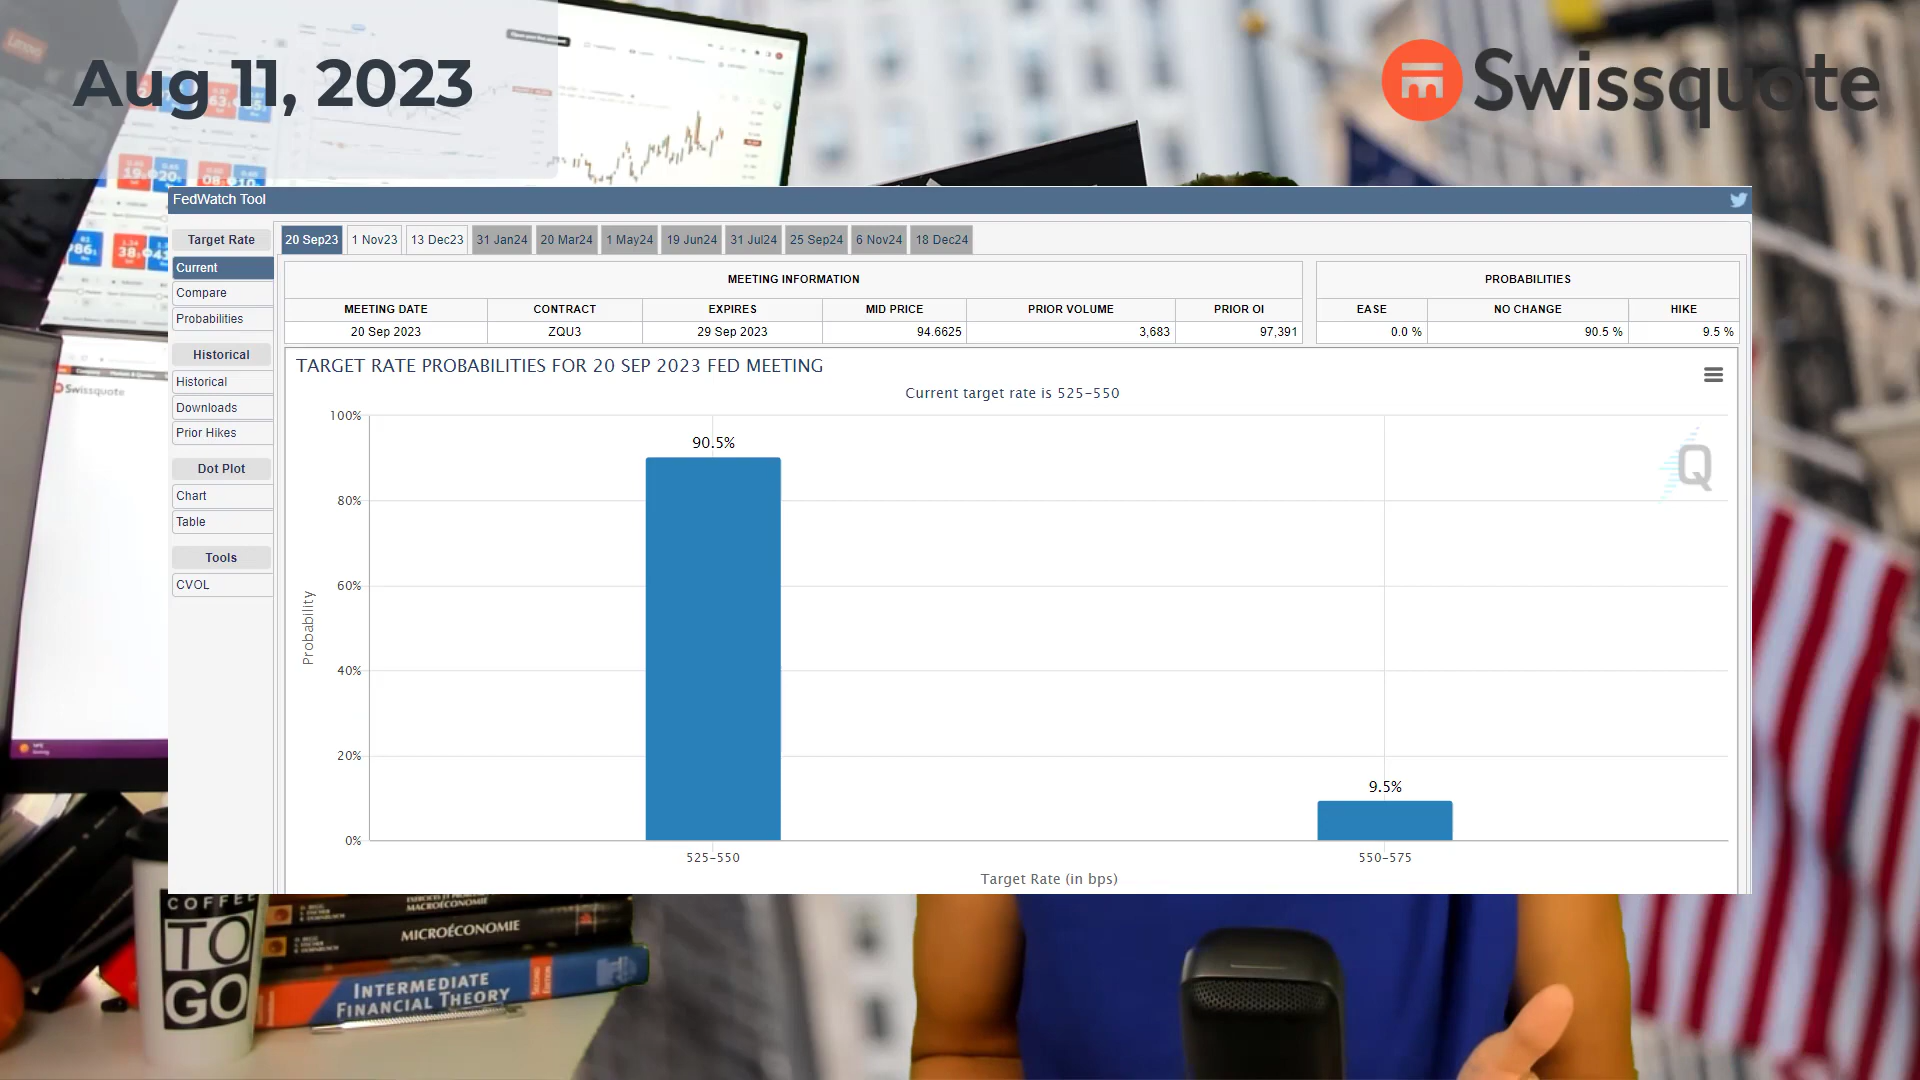 Aug 11, 2023
Swissquote
FedWatch Tool
Target Rate
Current
Compare
Probabilities
Historical
Historical
Downloads
Prior Hikes
Dot Plot
Chart
Table
Tools
CVOL
20 Sep23 1 Nov23 13 Dec23 31 Jan24 20 Mar24 1 May24 19 Jun24 31 Jul24 25 Sep24 6 Nov24 18 Dec24
MEETING INFORMATION
MEETING DATE CONTRACT EXPIRES MID PRICE PRIOR VOLUME PRIOR OI
20 Sep 2023 ZQU3 29 Sep 2023 94.6625 3,683 97,391
PROBABILITIES
EASE NO CHANGE HIKE
0.0 % 90.5 % 9.5 %
TARGET RATE PROBABILITIES FOR 20 SEP 2023 FED MEETING
Current target rate is 525-550
Probability
100%
80%
60%
40%
20%
0%
90.5%
9.5%
525-550 550-575
Target Rate (in bps)
Q
Swissquote
COFFEE
TO
GO
MACROÉCONOMIE
MICROÉCONOMIE
INTERMEDIATE
FINANCIAL THEORY